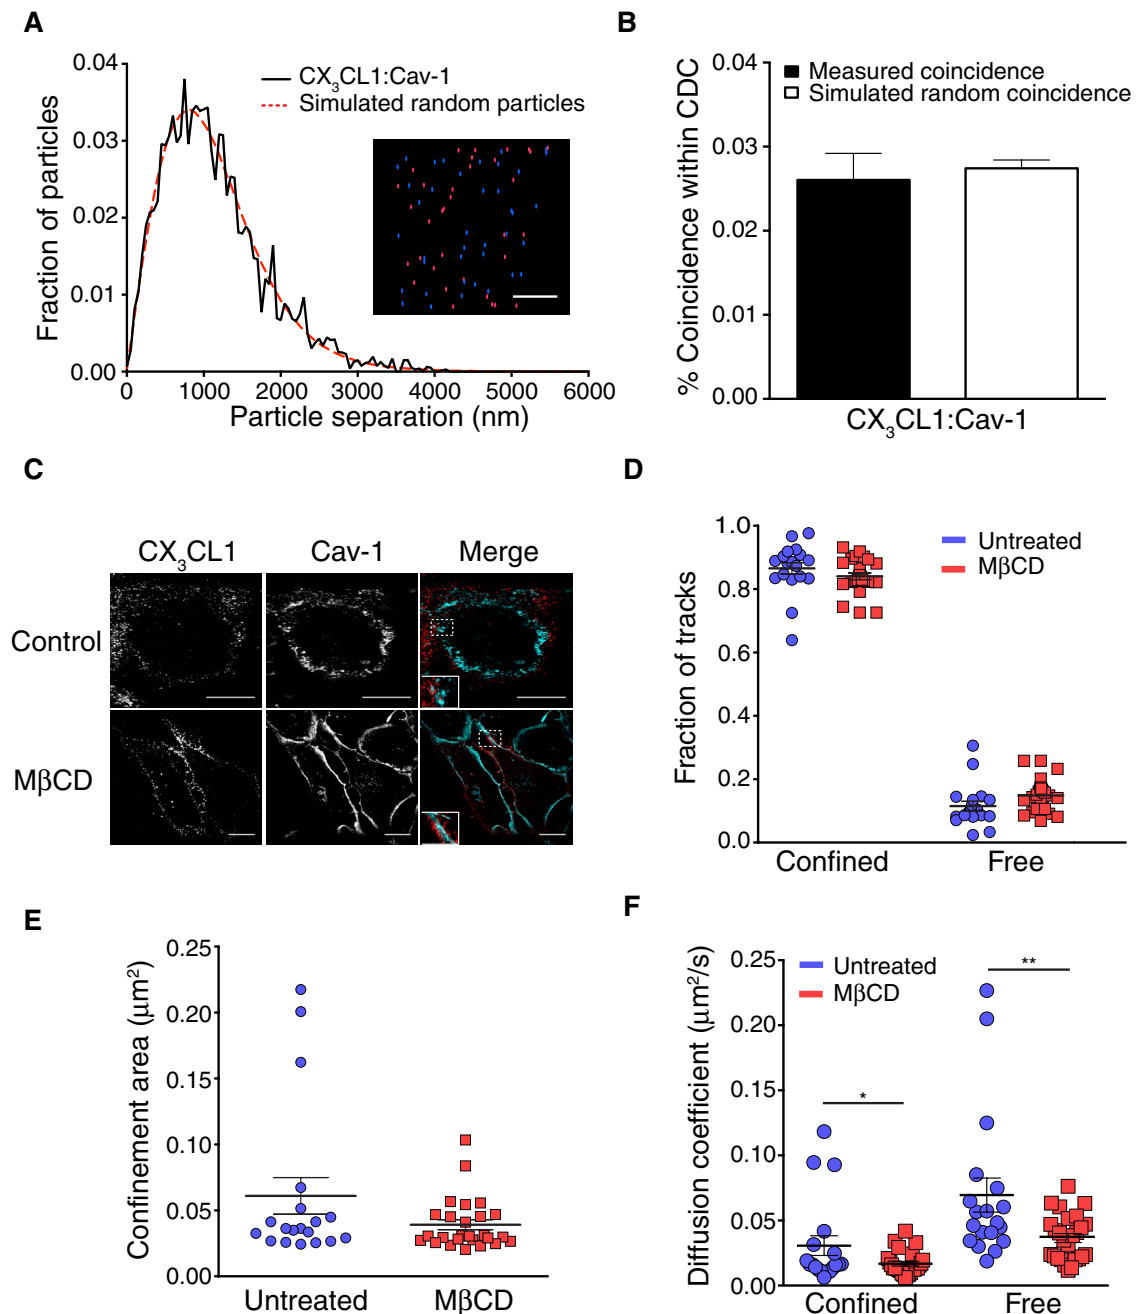 A
0.04
0.03
0.02
0.01
0.00
Fraction of particles
CX₃CL1:Cav-1
Simulated random particles
0
1000
2000
3000
4000
5000
6000
Particle separation (nm)
B
0.04
0.03
0.02
0.01
0.00
% Coincidence within CDC
Measured coincidence
Simulated random coincidence
CX₃CL1:Cav-1
C
CX₃CL1
Cav-1
Merge
Control
MβCD
D
1.0
0.8
0.6
0.4
0.2
0.0
Fraction of tracks
Untreated
MβCD
Confined
Free
E
0.25
0.20
0.15
0.10
0.05
0.00
Confinement area (μm²)
Untreated
MβCD
F
0.25
0.20
0.15
0.10
0.05
0.00
Diffusion coefficient (μm²/s)
Untreated
MβCD
*
**
Confined
Free